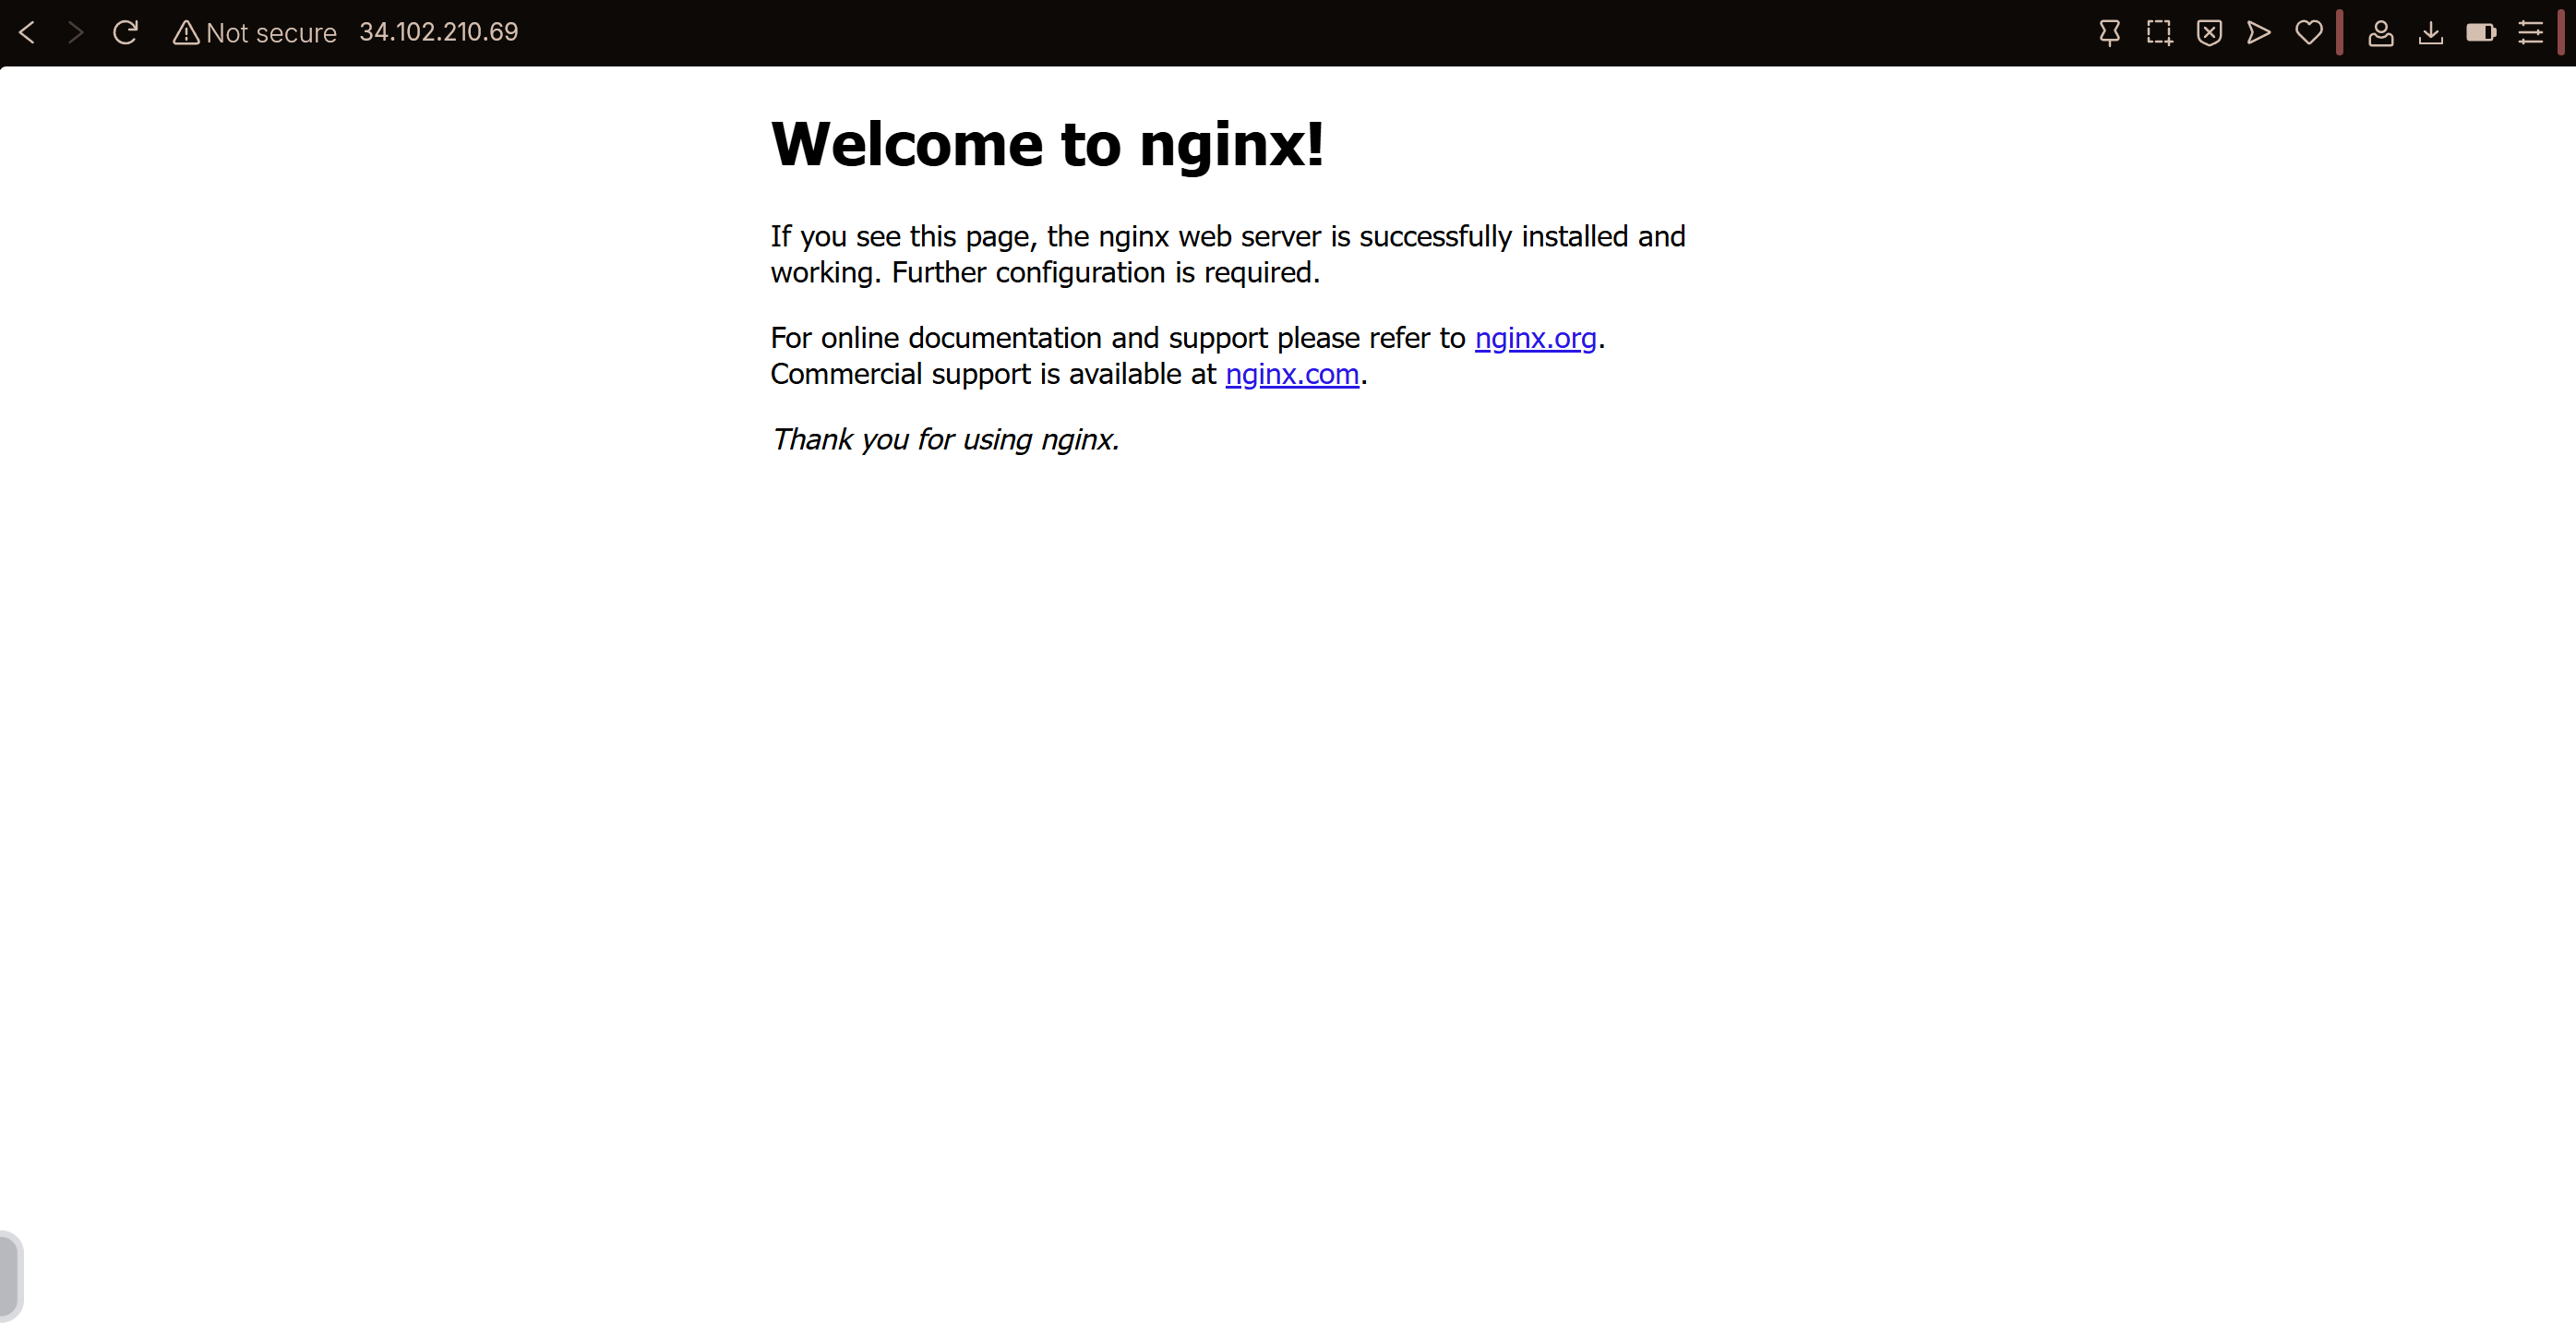 Not secure 34.102.210.69
Welcome to nginx!
If you see this page, the nginx web server is successfully installed and
working. Further configuration is required.
For online documentation and support please refer to nginx.org.
Commercial support is available at nginx.com.
Thank you for using nginx.